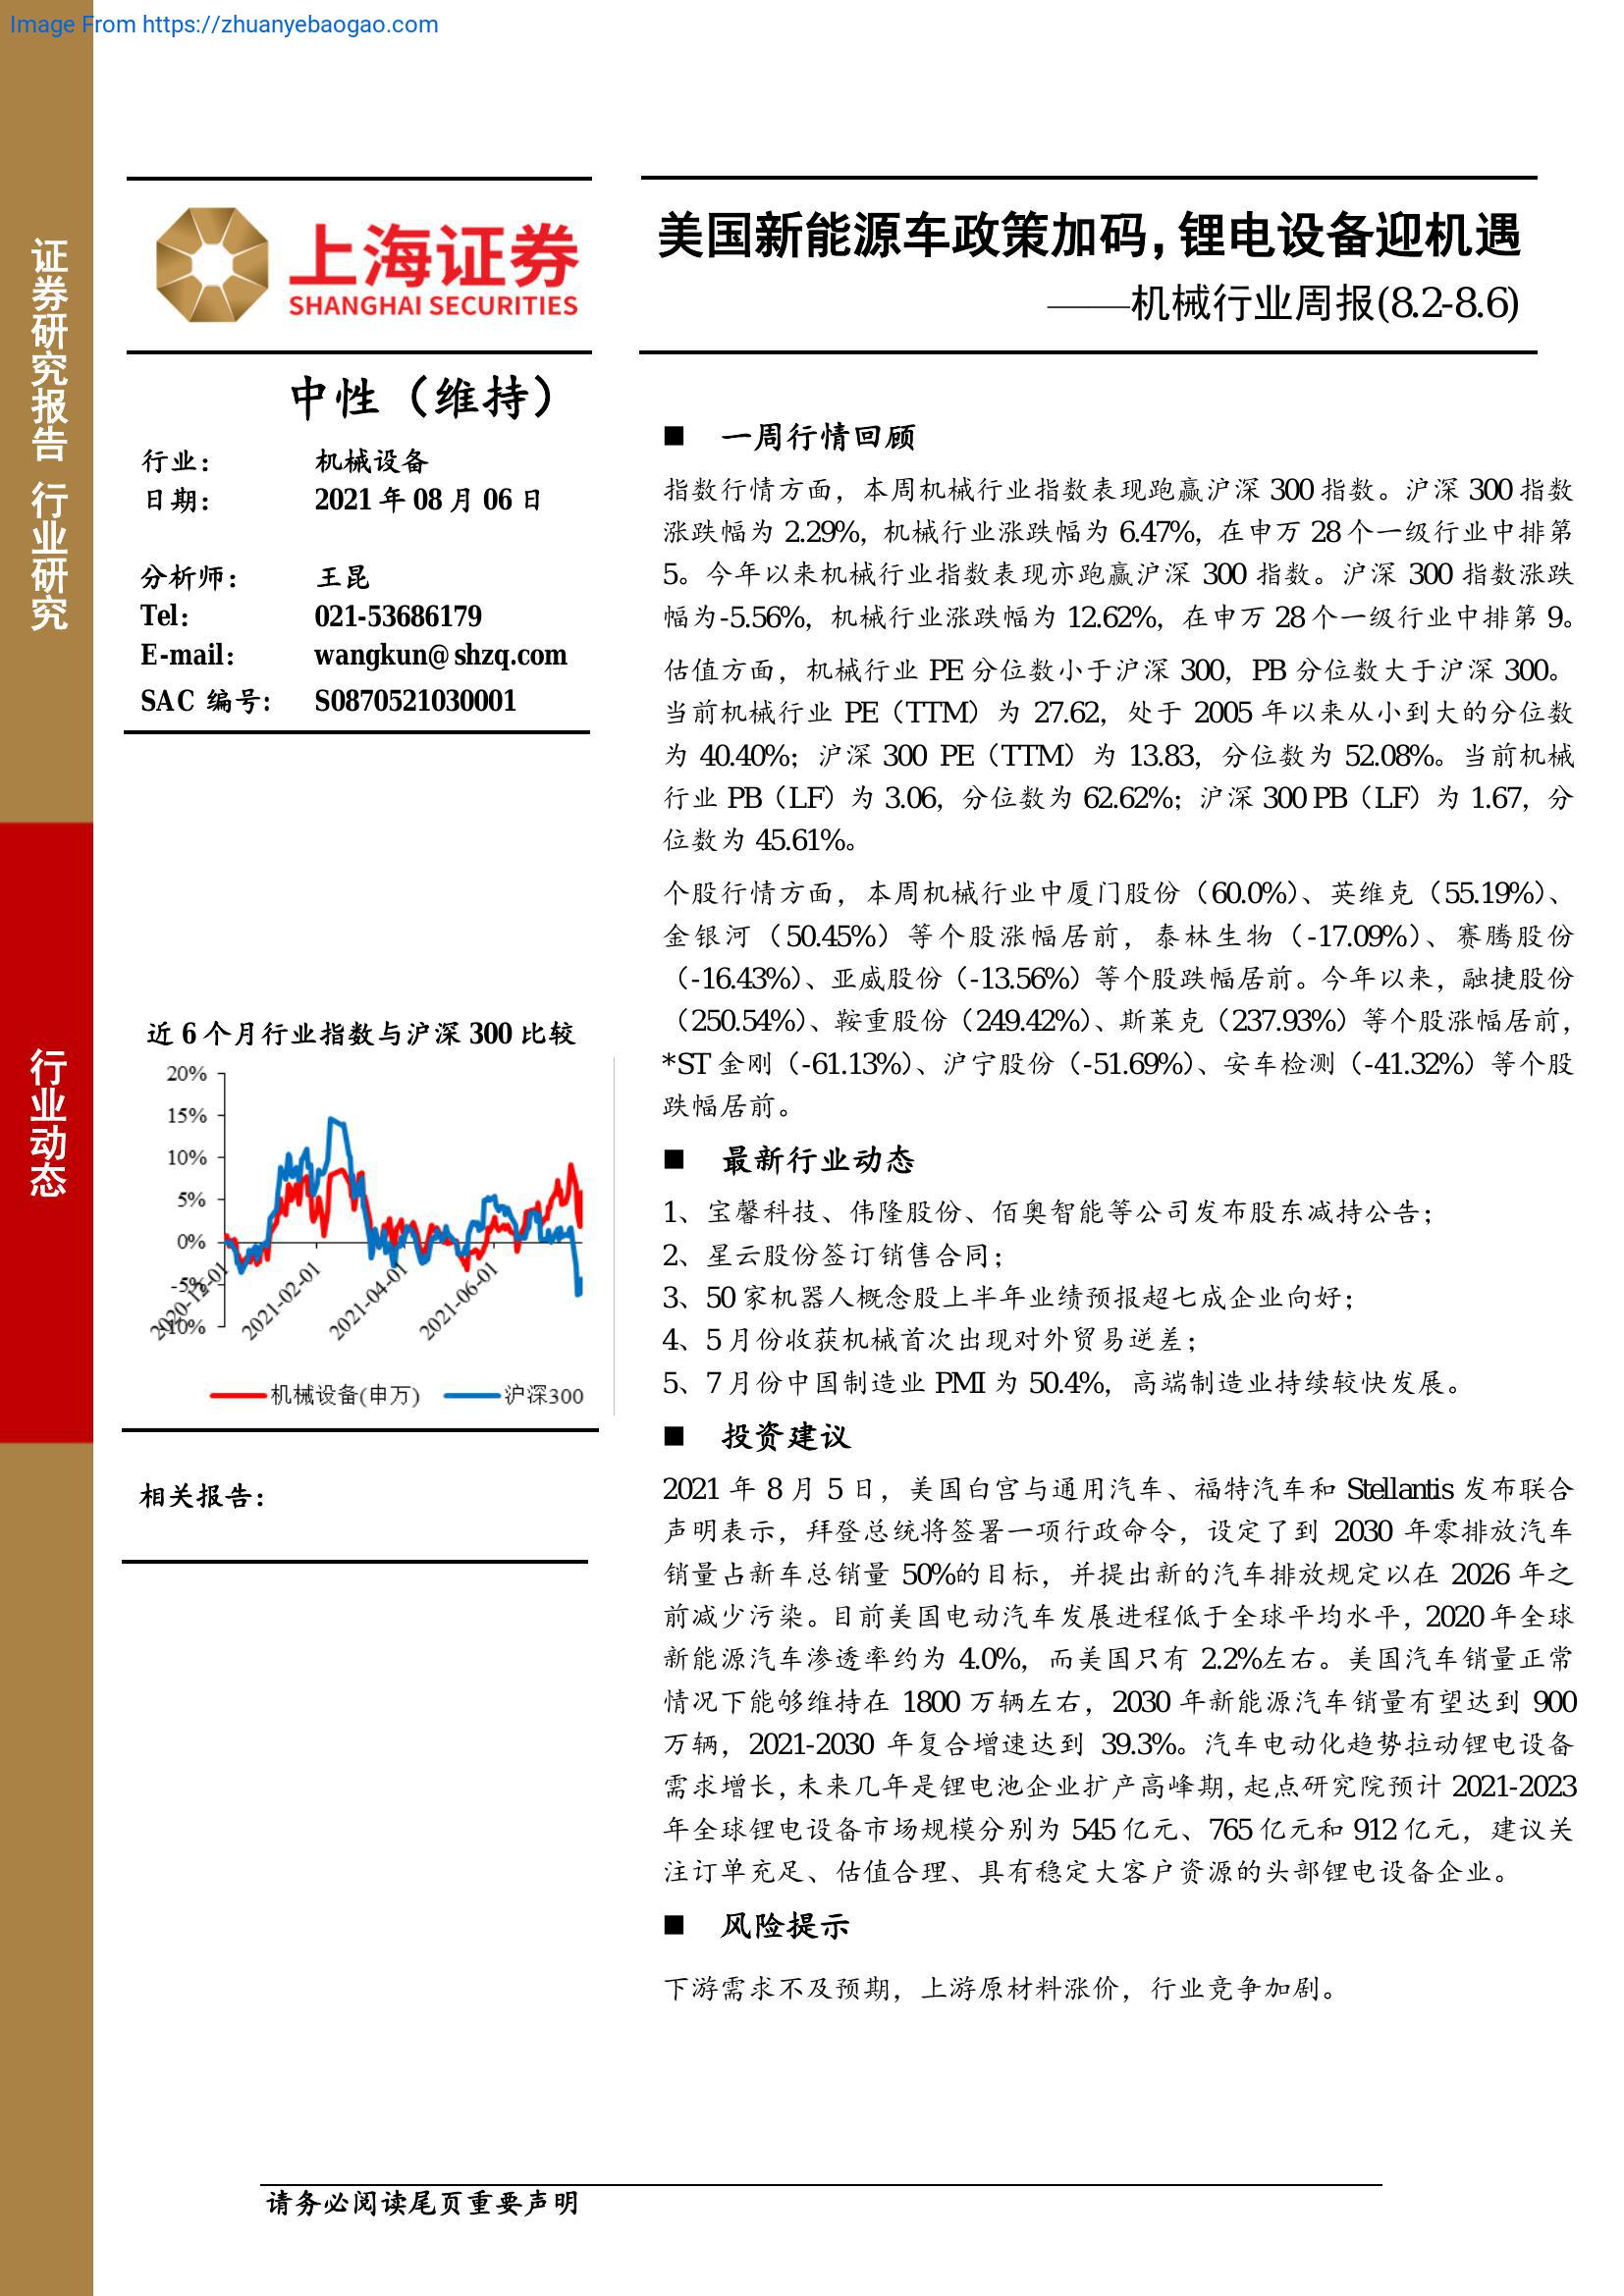 Image From https://zhuanyebaogao.com
证券研究报告 行业研究
行业动态
上海证券
SHANGHAI SECURITIES
美国新能源车政策加码，锂电设备迎机遇
——机械行业周报(8.2-8.6)
中性（维持）
行业： 机械设备
日期： 2021 年 08 月 06 日
分析师： 王昆
Tel： 021-53686179
E-mail： wangkun@shzq.com
SAC 编号： S0870521030001
近 6 个月行业指数与沪深 300 比较
20%
15%
10%
5%
0%
-5%
-10%
2020-12-01
2021-02-01
2021-04-01
2021-06-01
机械设备(申万) 沪深300
相关报告：
■ 一周行情回顾
指数行情方面，本周机械行业指数表现跑赢沪深 300 指数。沪深 300 指数
涨跌幅为 2.29%，机械行业涨跌幅为 6.47%，在申万 28 个一级行业中排第
5。今年以来机械行业指数表现亦跑赢沪深 300 指数。沪深 300 指数涨跌
幅为-5.56%，机械行业涨跌幅为 12.62%，在申万 28 个一级行业中排第 9。
估值方面，机械行业 PE 分位数小于沪深 300，PB 分位数大于沪深 300。
当前机械行业 PE（TTM）为 27.62，处于 2005 年以来从小到大的分位数
为 40.40%；沪深 300 PE（TTM）为 13.83，分位数为 52.08%。当前机械
行业 PB（LF）为 3.06，分位数为 62.62%；沪深 300 PB（LF）为 1.67，分
位数为 45.61%。
个股行情方面，本周机械行业中厦门股份（60.0%）、英维克（55.19%）、
金银河（50.45%）等个股涨幅居前，泰林生物（-17.09%）、赛腾股份
（-16.43%）、亚威股份（-13.56%）等个股跌幅居前。今年以来，融捷股份
（250.54%）、鞍重股份（249.42%）、斯莱克（237.93%）等个股涨幅居前，
*ST 金刚（-61.13%）、沪宁股份（-51.69%）、安车检测（-41.32%）等个股
跌幅居前。
■ 最新行业动态
1、宝馨科技、伟隆股份、佰奥智能等公司发布股东减持公告；
2、星云股份签订销售合同；
3、50 家机器人概念股上半年业绩预报超七成企业向好；
4、5 月份收获机械首次出现对外贸易逆差；
5、7 月份中国制造业 PMI 为 50.4%，高端制造业持续较快发展。
■ 投资建议
2021 年 8 月 5 日，美国白宫与通用汽车、福特汽车和 Stellantis 发布联合
声明表示，拜登总统将签署一项行政命令，设定了到 2030 年零排放汽车
销量占新车总销量 50%的目标，并提出新的汽车排放规定以在 2026 年之
前减少污染。目前美国电动汽车发展进程低于全球平均水平，2020 年全球
新能源汽车渗透率约为 4.0%，而美国只有 2.2%左右。美国汽车销量正常
情况下能够维持在 1800 万辆左右，2030 年新能源汽车销量有望达到 900
万辆，2021-2030 年复合增速达到 39.3%。汽车电动化趋势拉动锂电设备
需求增长，未来几年是锂电池企业扩产高峰期，起点研究院预计 2021-2023
年全球锂电设备市场规模分别为 545 亿元、765 亿元和 912 亿元，建议关
注订单充足、估值合理、具有稳定大客户资源的头部锂电设备企业。
■ 风险提示
下游需求不及预期，上游原材料涨价，行业竞争加剧。
请务必阅读尾页重要声明